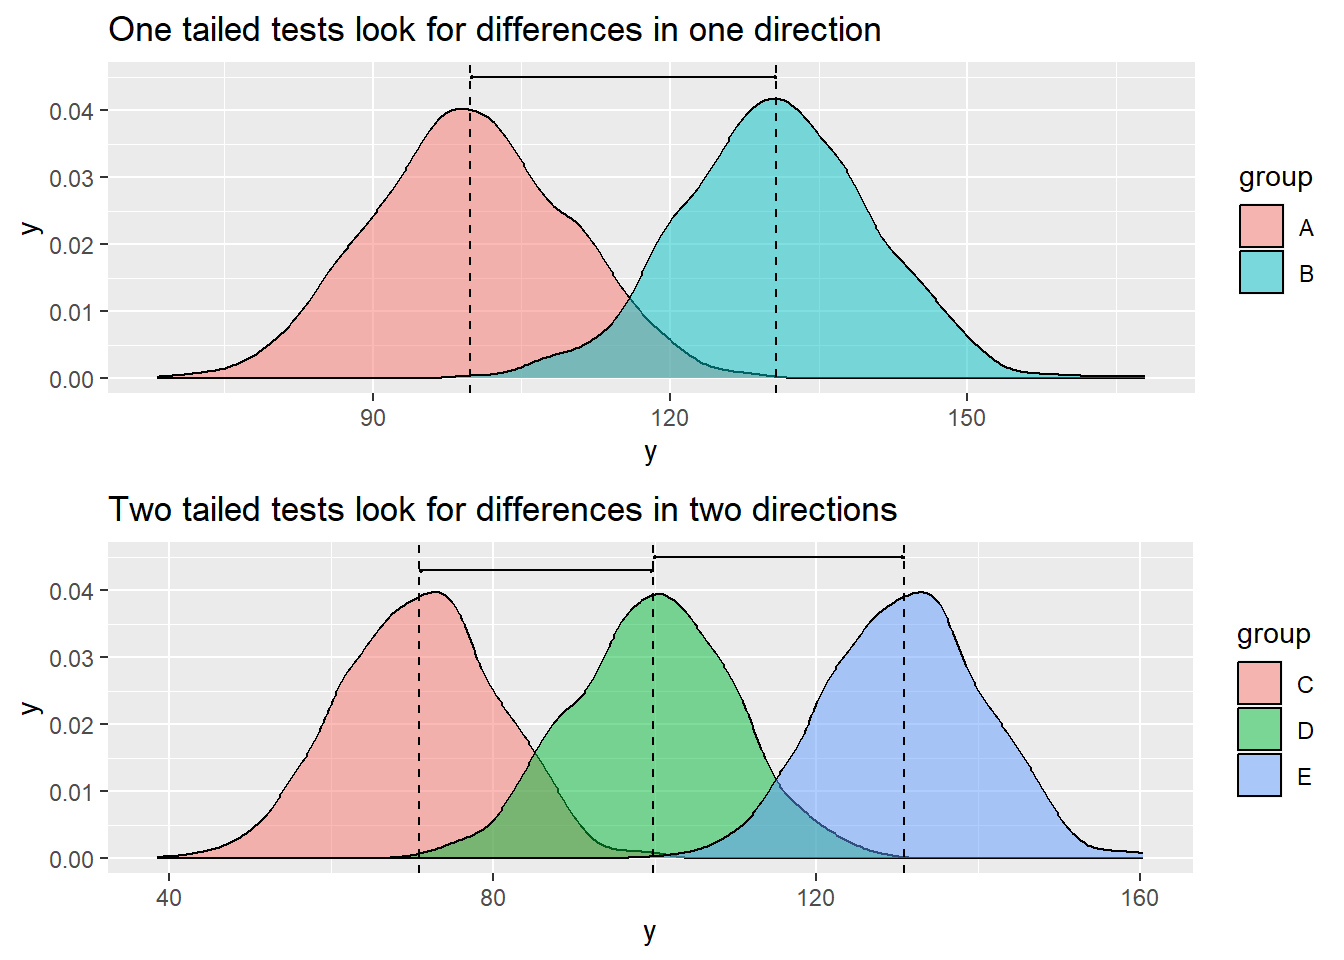 One tailed tests look for differences in one direction
0.04
0.03
0.02
0.01
0.00
y
90 120 150
y
group
A
B
Two tailed tests look for differences in two directions
0.04
0.03
0.02
0.01
0.00
y
40 80 120 160
y
group
C
D
E